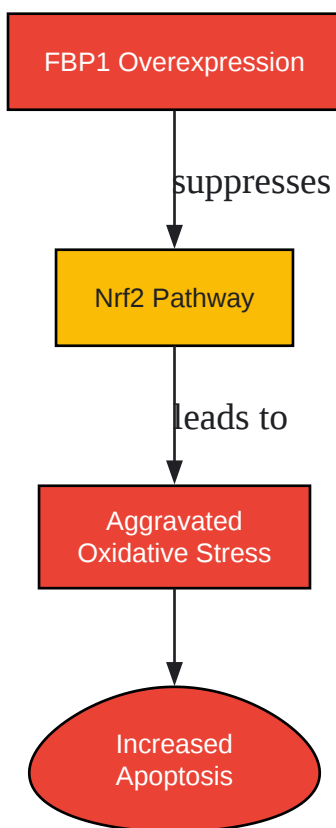 FBP1 Overexpression
suppresses
Nrf2 Pathway
leads to
Aggravated
Oxidative Stress
Increased
Apoptosis